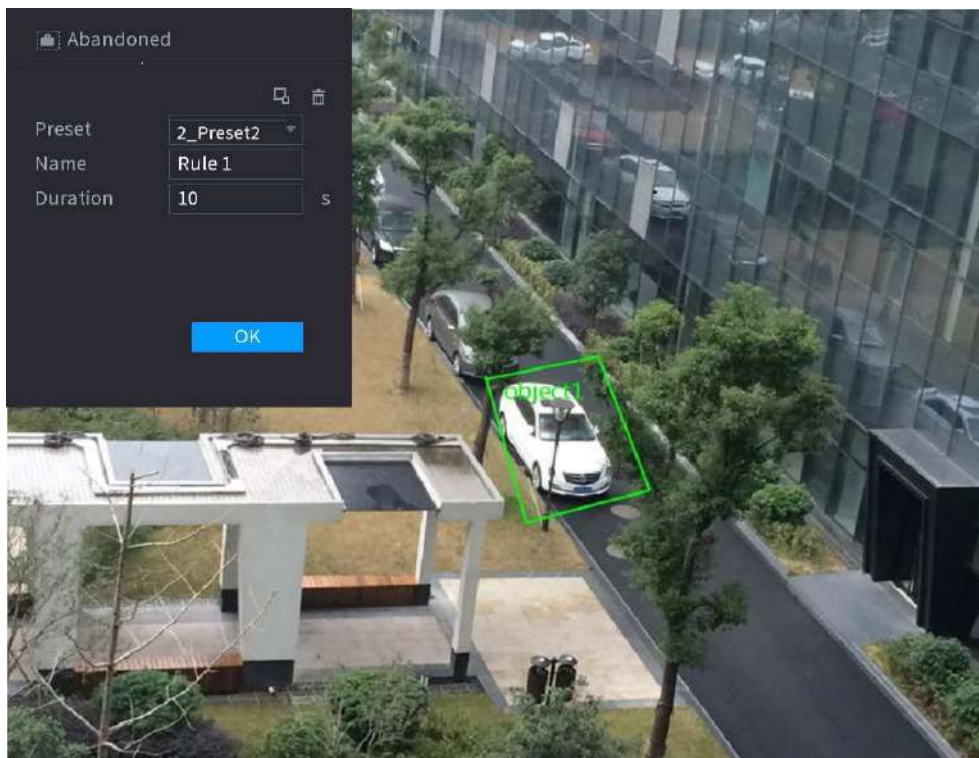 Abandoned
Preset 2_Preset2
Name Rule 1
Duration 10 s
OK
object1